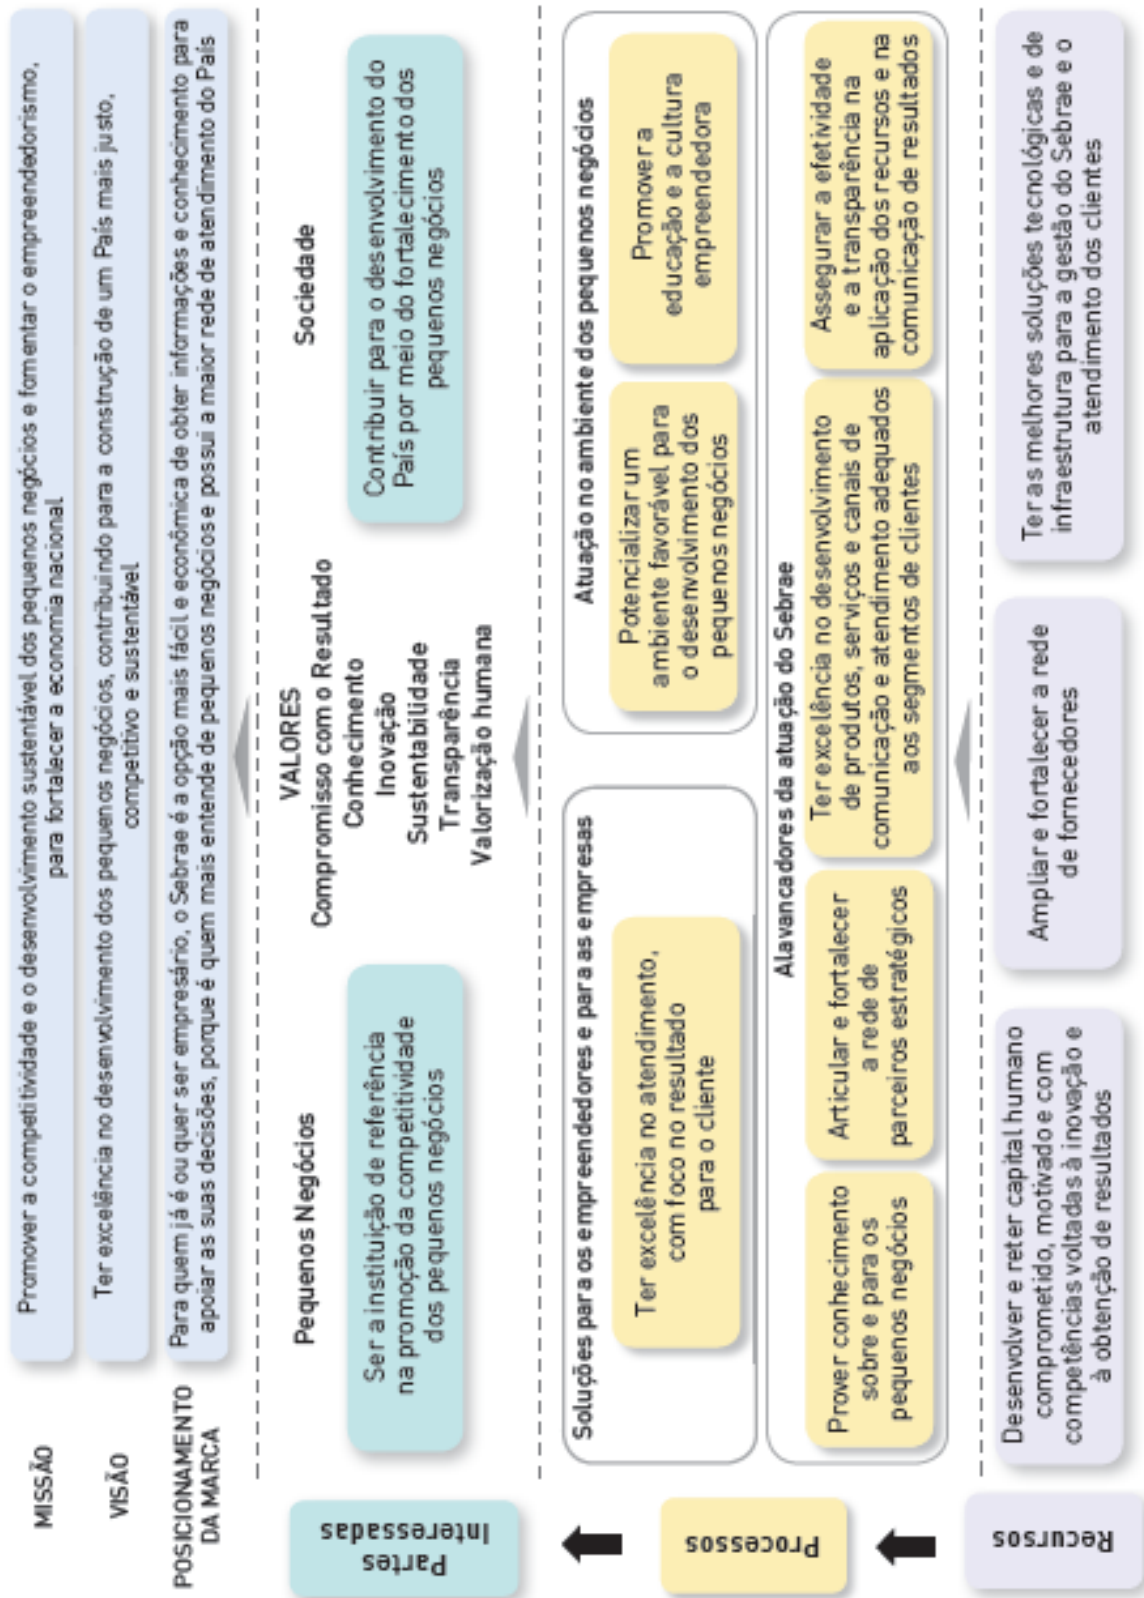 MISSÃO
Promover a competitividade e o desenvolvimento sustentável dos pequenos negócios e fomentar o empreendedorismo,
para fortalecer a economia nacional
VISÃO
Ter excelência no desenvolvimento dos pequenos negócios, contribuindo para a construção de um País mais justo,
competitivo e sustentável
POSICIONAMENTO
DA MARCA
Para quem já é ou quer ser empresário, o Sebrae é a opção mais fácil e econômica de obter informações e conhecimento para
apoiar as suas decisões, porque é quem mais entende de pequenos negócios e possui a maior rede de atendimento do País
Partes
Interessadas
Pequenos Negócios
Ser a instituição de referência
na promoção da competitividade
dos pequenos negócios
VALORES
Compromisso com o Resultado
Conhecimento
Inovação
Sustentabilidade
Transparência
Valorização humana
Sociedade
Contribuir para o desenvolvimento do
País por meio do fortalecimento dos
pequenos negócios
Processos
Soluções para os empreendedores e para as empresas
Ter excelência no atendimento,
com foco no resultado
para o cliente
Atuação no ambiente dos pequenos negócios
Potencializar um
ambiente favorável para
o desenvolvimento dos
pequenos negócios
Promover a
educação e a cultura
empreendedora
Alavancadores da atuação do Sebrae
Prover conhecimento
sobre e para os
pequenos negócios
Articular e fortalecer
a rede de
parceiros estratégicos
Ter excelência no desenvolvimento
de produtos, serviços e canais de
comunicação e atendimento adequados
aos segmentos de clientes
Assegurar a efetividade
e a transparência na
aplicação dos recursos e na
comunicação de resultados
Recursos
Desenvolver e reter capital humano
comprometido, motivado e com
competências voltadas à inovação e
à obtenção de resultados
Ampliar e fortalecer a rede
de fornecedores
Ter as melhores soluções tecnológicas e de
infraestrutura para a gestão do Sebrae e o
atendimento dos clientes